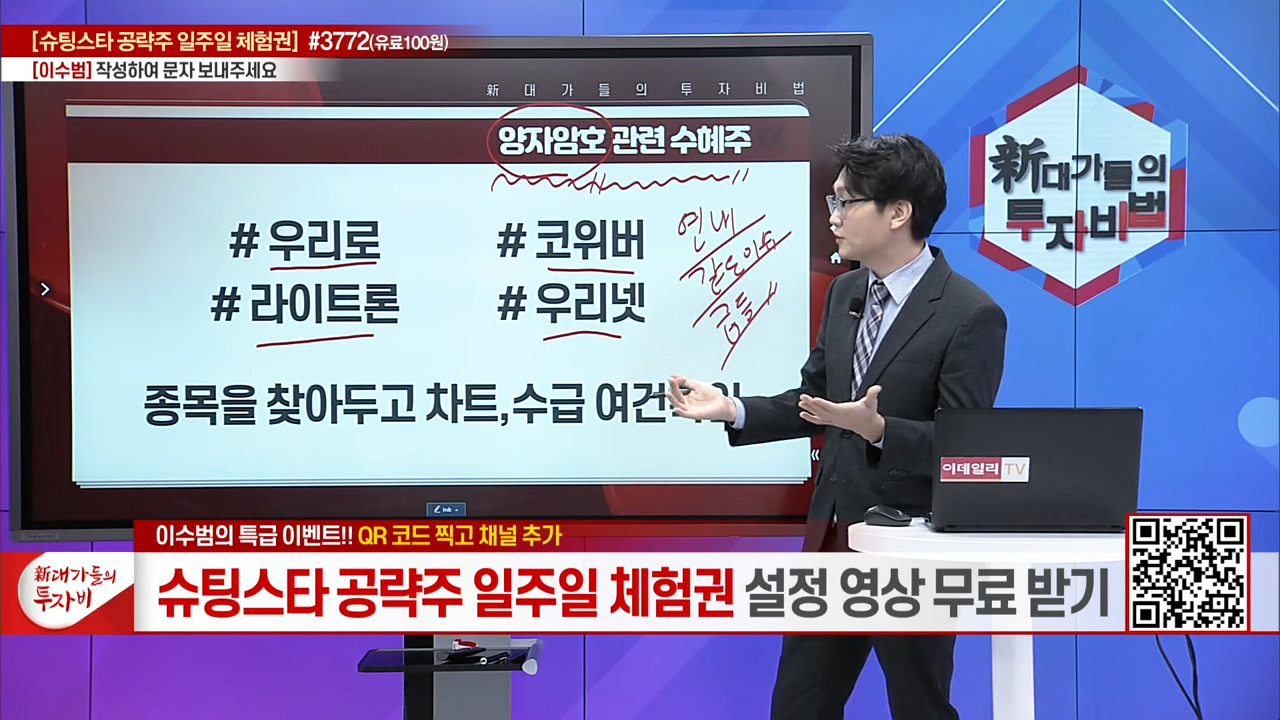 [슈팅스타 공략주 일주일 체험권] #3772(유료100원)
[이수범] 작성하여 문자 보내주세요
新 대 가 들 의 투 자 비 법
양자암호 관련 수혜주
# 우리로 # 코위버
# 라이트론 # 우리넷
연내
급등
종목을 찾아두고 차트,수급 여건
新대가들의
투자비법
이데일리 TV
Ink
이수범의 특급 이벤트!! QR 코드 찍고 채널 추가
新대가들의
투자비
슈팅스타 공략주 일주일 체험권 설정 영상 무료 받기